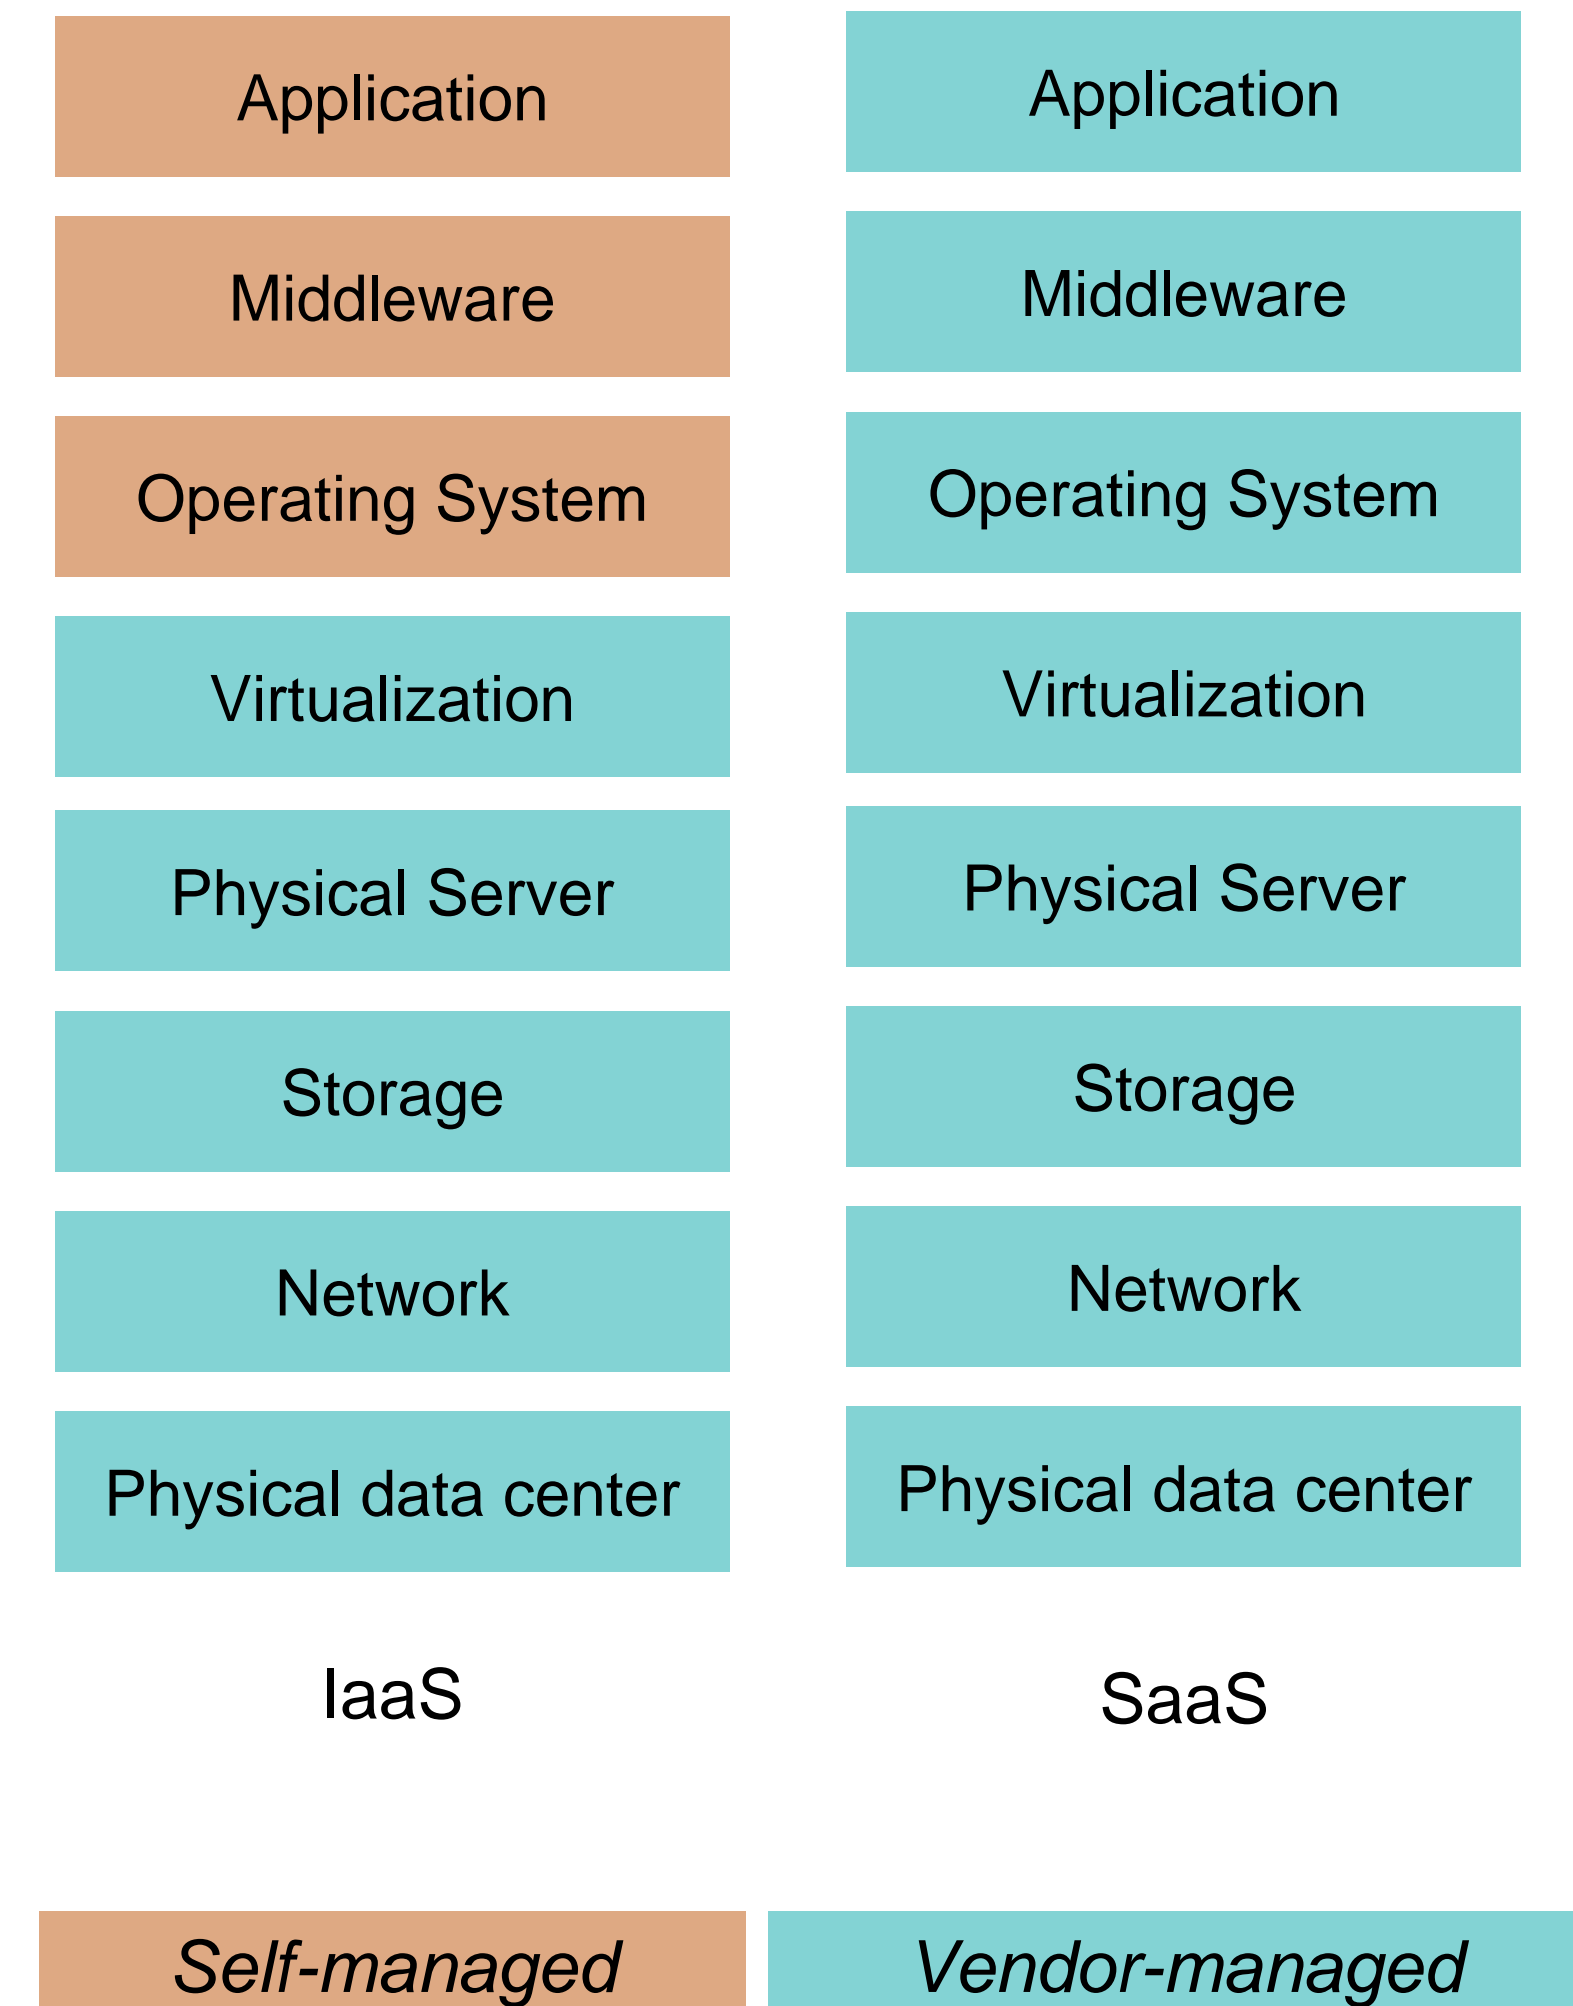 Application
Middleware
Operating System
Virtualization
Physical Server
Storage
Network
Physical data center
IaaS
Application
Middleware
Operating System
Virtualization
Physical Server
Storage
Network
Physical data center
SaaS
Self-managed
Vendor-managed